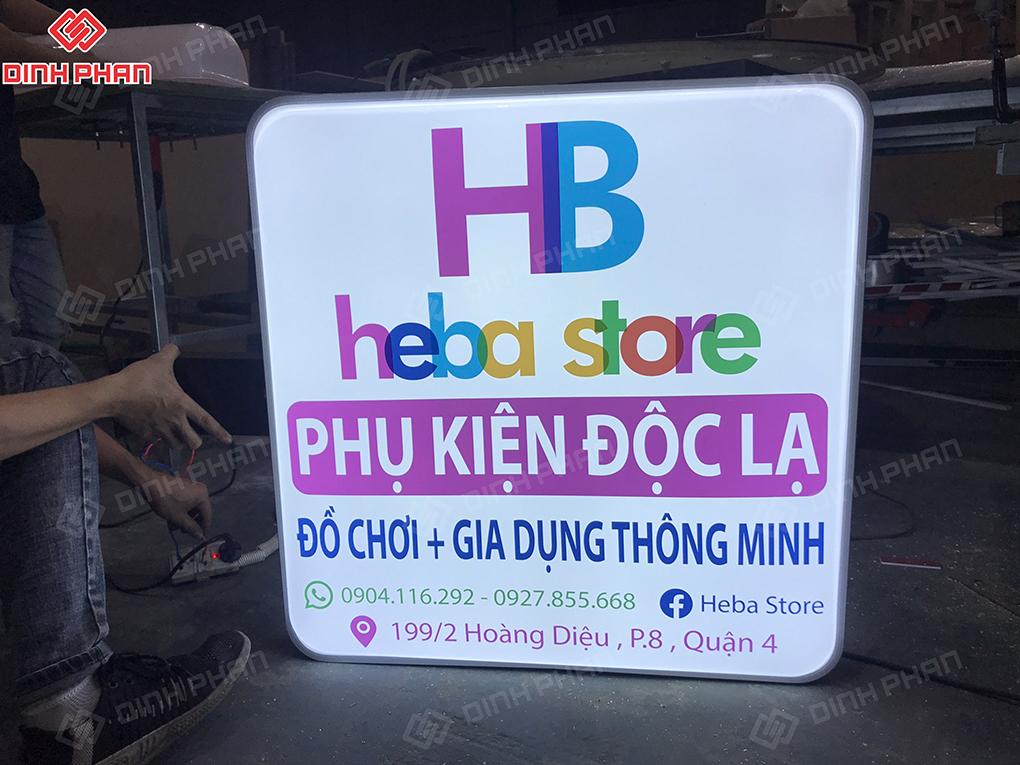 DINH PHAN
HB
heba store
PHỤ KIỆN ĐỘC LẠ
ĐỒ CHƠI + GIA DỤNG THÔNG MINH
0904.116.292 - 0927.855.668 Heba Store
199/2 Hoàng Diệu , P.8 , Quận 4